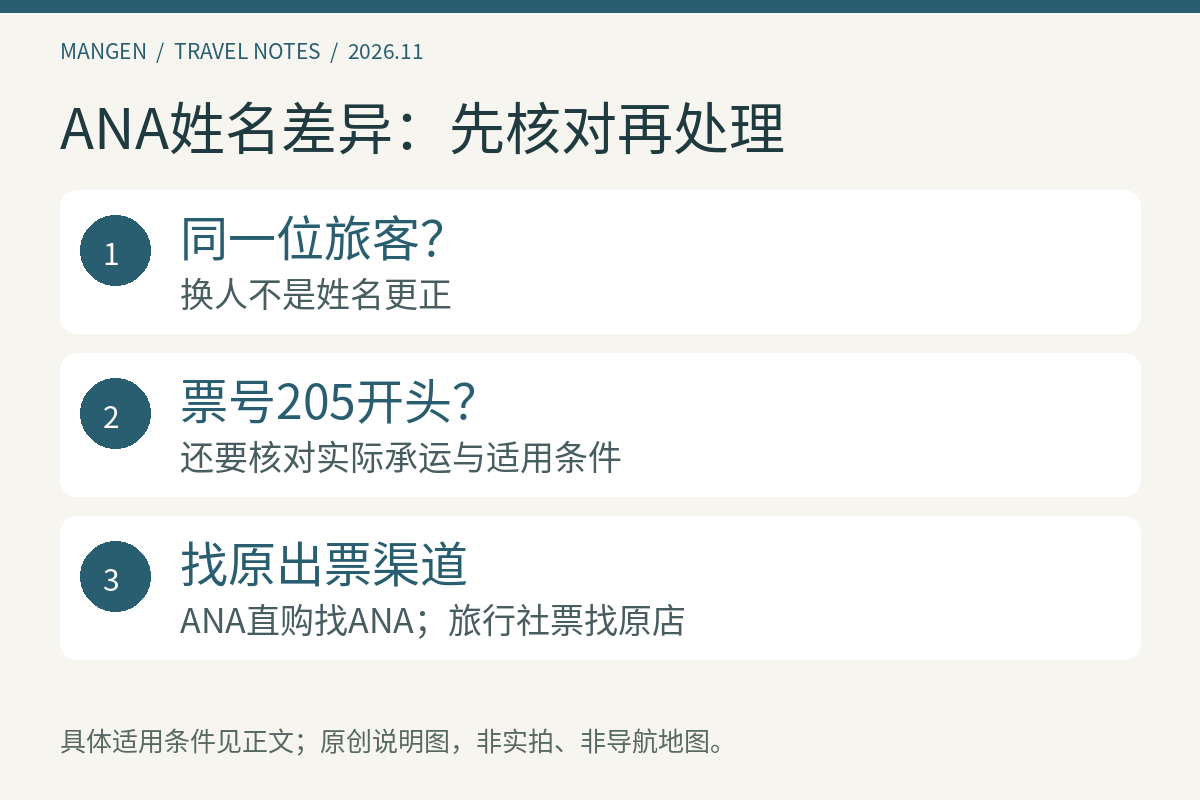 MANGEN / TRAVEL NOTES / 2026.11
ANA姓名差异：先核对再处理
1
同一位旅客？
换人不是姓名更正
2
票号205开头？
还要核对实际承运与适用条件
3
找原出票渠道
ANA直购找ANA；旅行社票找原店
具体适用条件见正文；原创说明图，非实拍、非导航地图。